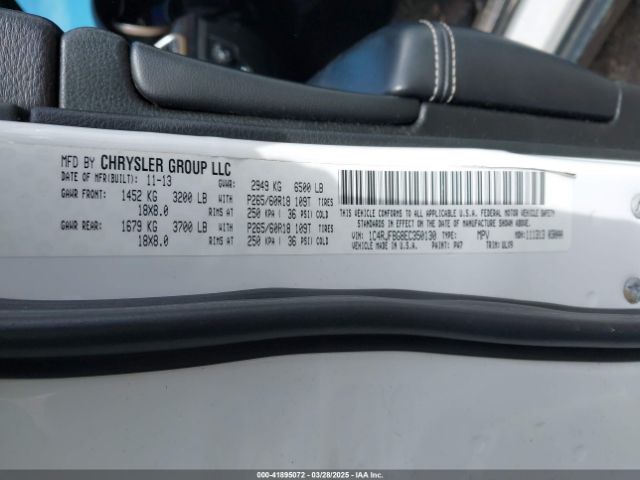 MFD BY CHRYSLER GROUP LLC
DATE OF MFR(BUILT): 11-13 GVWR: 2949 KG 6500 LB
GAWR FRONT: 1452 KG 3200 LB WITH P265/60R18 109T TIRES
18X8.0 RIMS AT 250 KPA ( 36 PSI) COLD
GAWR REAR: 1679 KG 3700 LB WITH P265/60R18 109T TIRES
18X8.0 RIMS AT 250 KPA ( 36 PSI) COLD
THIS VEHICLE CONFORMS TO ALL APPLICABLE U.S.A. FEDERAL MOTOR VEHICLE SAFETY
STANDARDS IN EFFECT ON THE DATE OF MANUFACTURE SHOWN ABOVE.
VIN: 1C4RJFBG8EC350130 TYPE: MPV MDH: 111313
VEHICLE MADE IN U.S.A. PAINT: PW7 TRIM:
000-41895072 | 03/28/2025 - Copyright © IAA